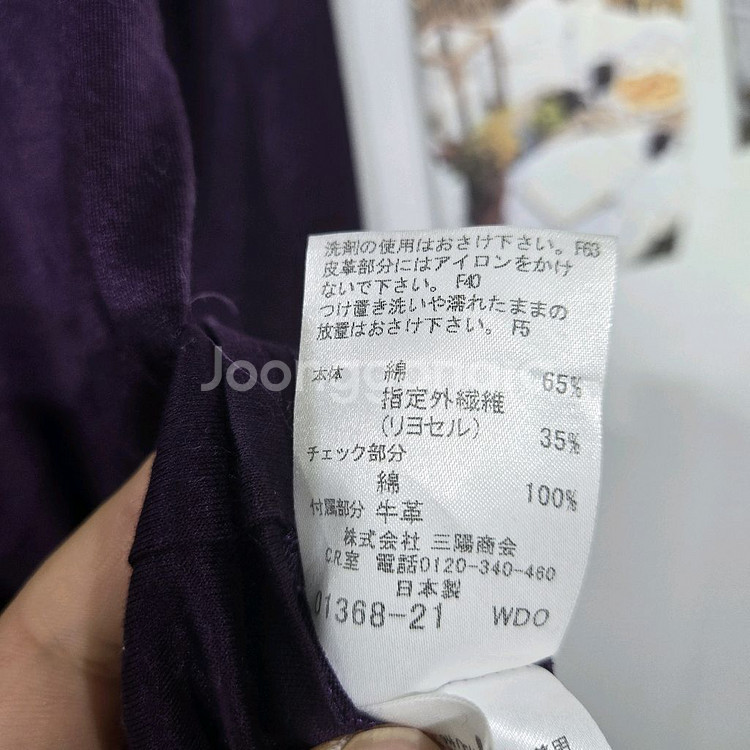 洗剤の使用はおさけ下さい。 F63
皮革部分にはアイロンをかけ
ないで下さい。 F40
つけ置き洗いや濡れたままの
放置はおさけ下さい。 F5
本体 綿 65%
指定外繊維
(リヨセル) 35%
チェック部分
綿 100%
付属部分 牛革
株式会社 三陽商会
C.R.室 電話0120-340-460
日本製
01368-21 WDO